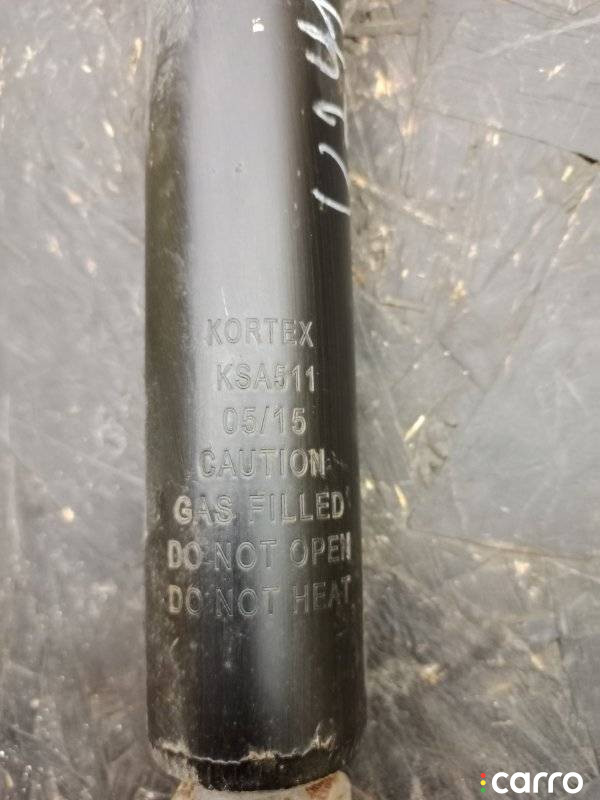 KORTEX
KSA511
05/15
CAUTION
GAS FILLED
DO NOT OPEN
DO NOT HEAT
carro